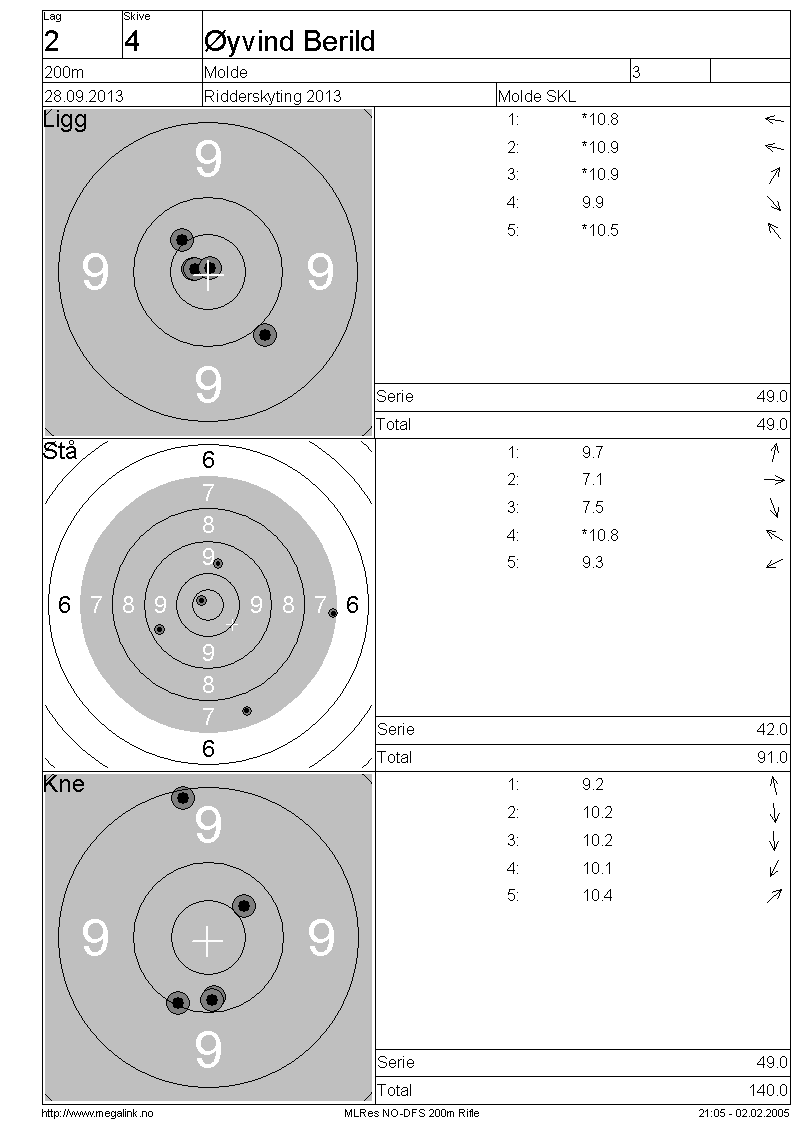 Lag Skive
2 4 Øyvind Berild
200m Molde 3
28.09.2013 Ridderskyting 2013 Molde SKL
Ligg
9
9 9
9
1: *10.8
2: *10.9
3: *10.9
4: 9.9
5: *10.5
Serie 49.0
Total 49.0
Stå
6
7
8
9
6 7 8 9 9 8 7 6
9
8
7
6
1: 9.7
2: 7.1
3: 7.5
4: *10.8
5: 9.3
Serie 42.0
Total 91.0
Kne
9
9 9
9
1: 9.2
2: 10.2
3: 10.2
4: 10.1
5: 10.4
Serie 49.0
Total 140.0
http://www.megalink.no MLRes NO-DFS 200m Rifle 21:05 - 02.02.2005